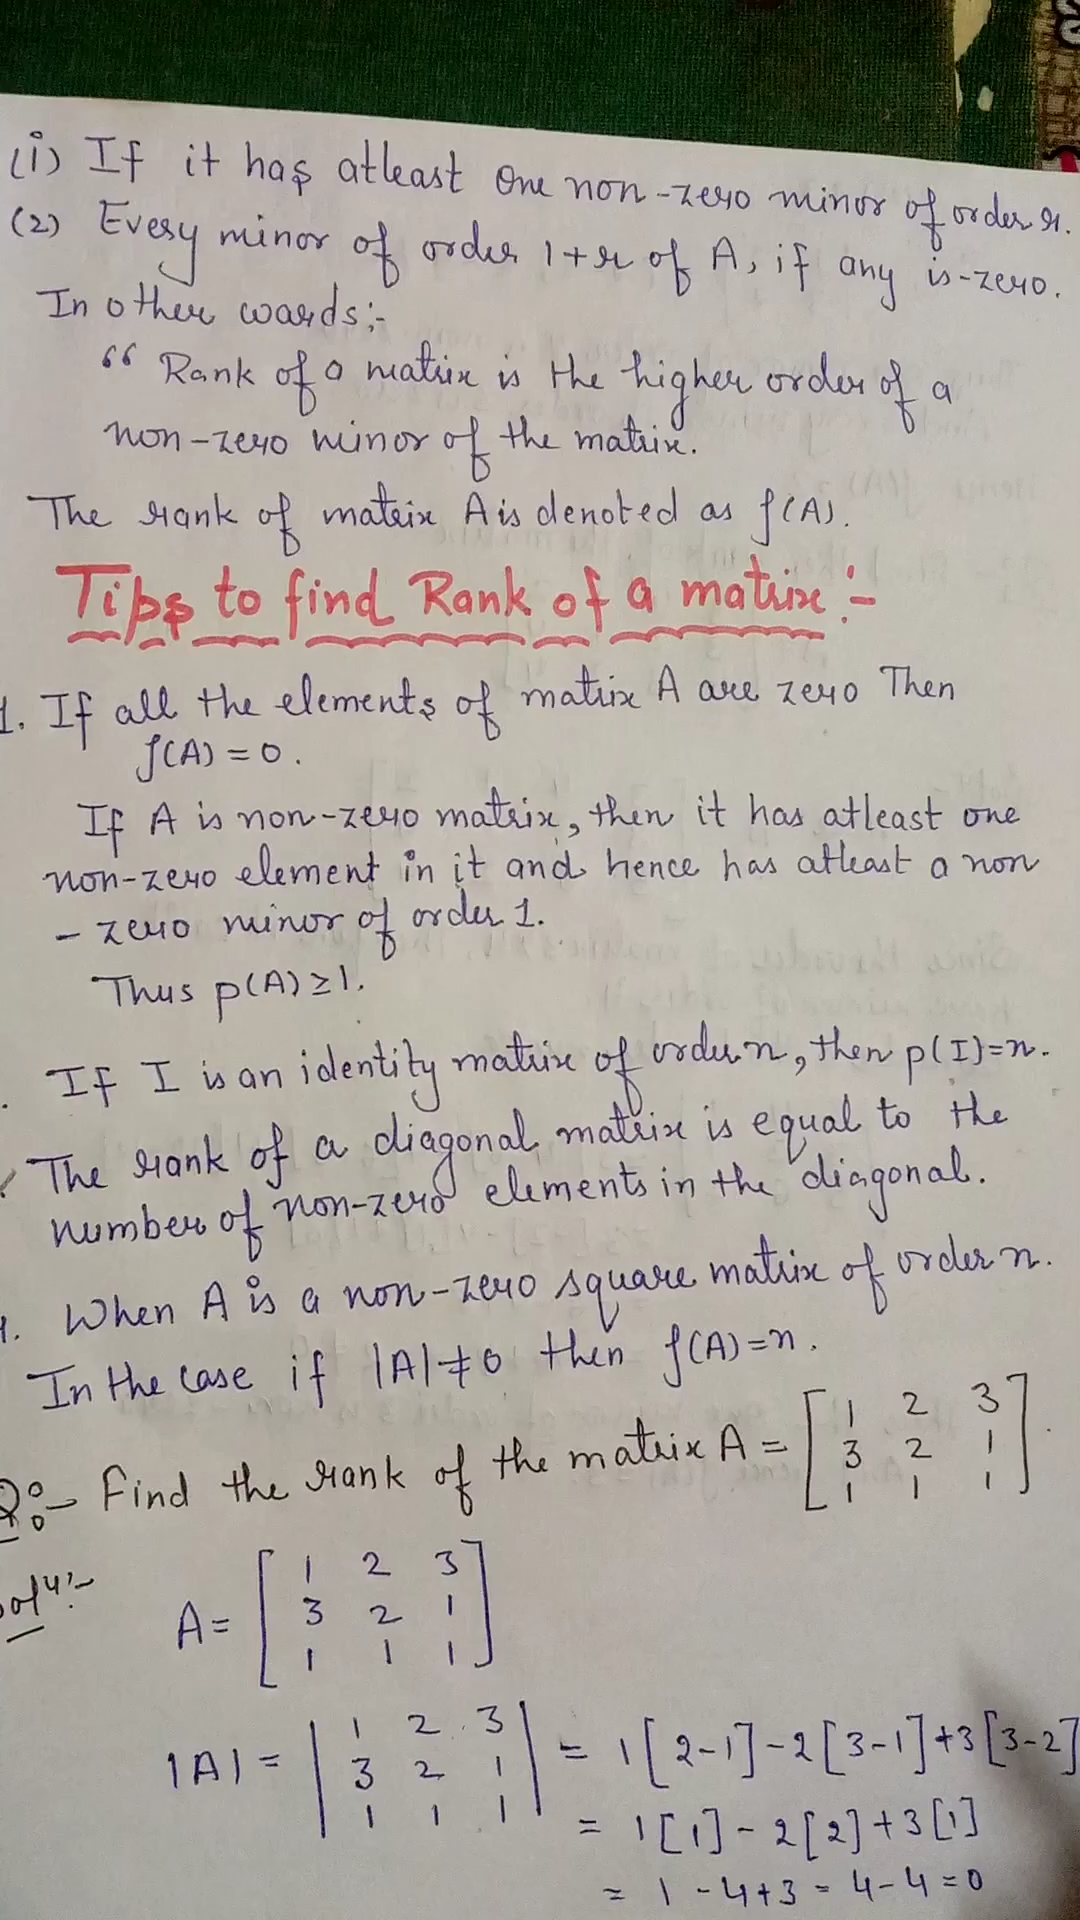 (i) If it has atleast one non-zero minor of order r.
(2) Every minor of order 1+r of A, if any is-zero.
In other words;-
“ Rank of a matrix is the higher order of a
non-zero minor of the matrix.
The rank of matrix A is denoted as ρ(A).
Tips to find Rank of a matrix :-
1. If all the elements of matrix A are zero Then
ρ(A) = 0.
If A is non-zero matrix, then it has atleast one
non-zero element in it and hence has atleast a non
- zero minor of order 1.
Thus p(A) ≥ 1.
If I is an identity matrix of order n, then p(I)=n.
The rank of a diagonal matrix is equal to the
number of non-zero elements in the diagonal.
4. When A is a non-zero square matrix of order n.
In the case if |A| ≠ 0 then ρ(A)=n.
Q:- Find the rank of the matrix A = [1 2 3
3 2 1
1 1 1].
Solⁿ:-
A = [1 2 3
3 2 1
1 1 1]
|A| = |1 2 3
3 2 1
1 1 1| = 1[2-1]-2[3-1]+3[3-2]
= 1[1]-2[2]+3[1]
= 1-4+3 = 4-4=0